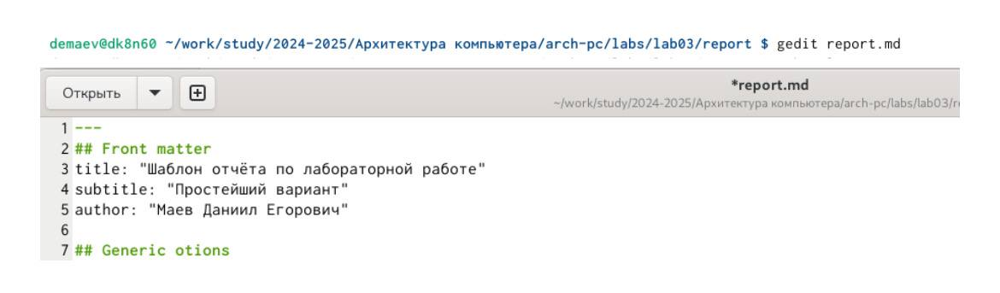 demaev@dk8n60 ~/work/study/2024-2025/Архитектура компьютера/arch-pc/labs/lab03/report $ gedit report.md
Открыть
*report.md
~/work/study/2024-2025/Архитектура компьютера/arch-pc/labs/lab03/re
1 ---
2 ## Front matter
3 title: "Шаблон отчёта по лабораторной работе"
4 subtitle: "Простейший вариант"
5 author: "Маев Даниил Егорович"
6
7 ## Generic otions